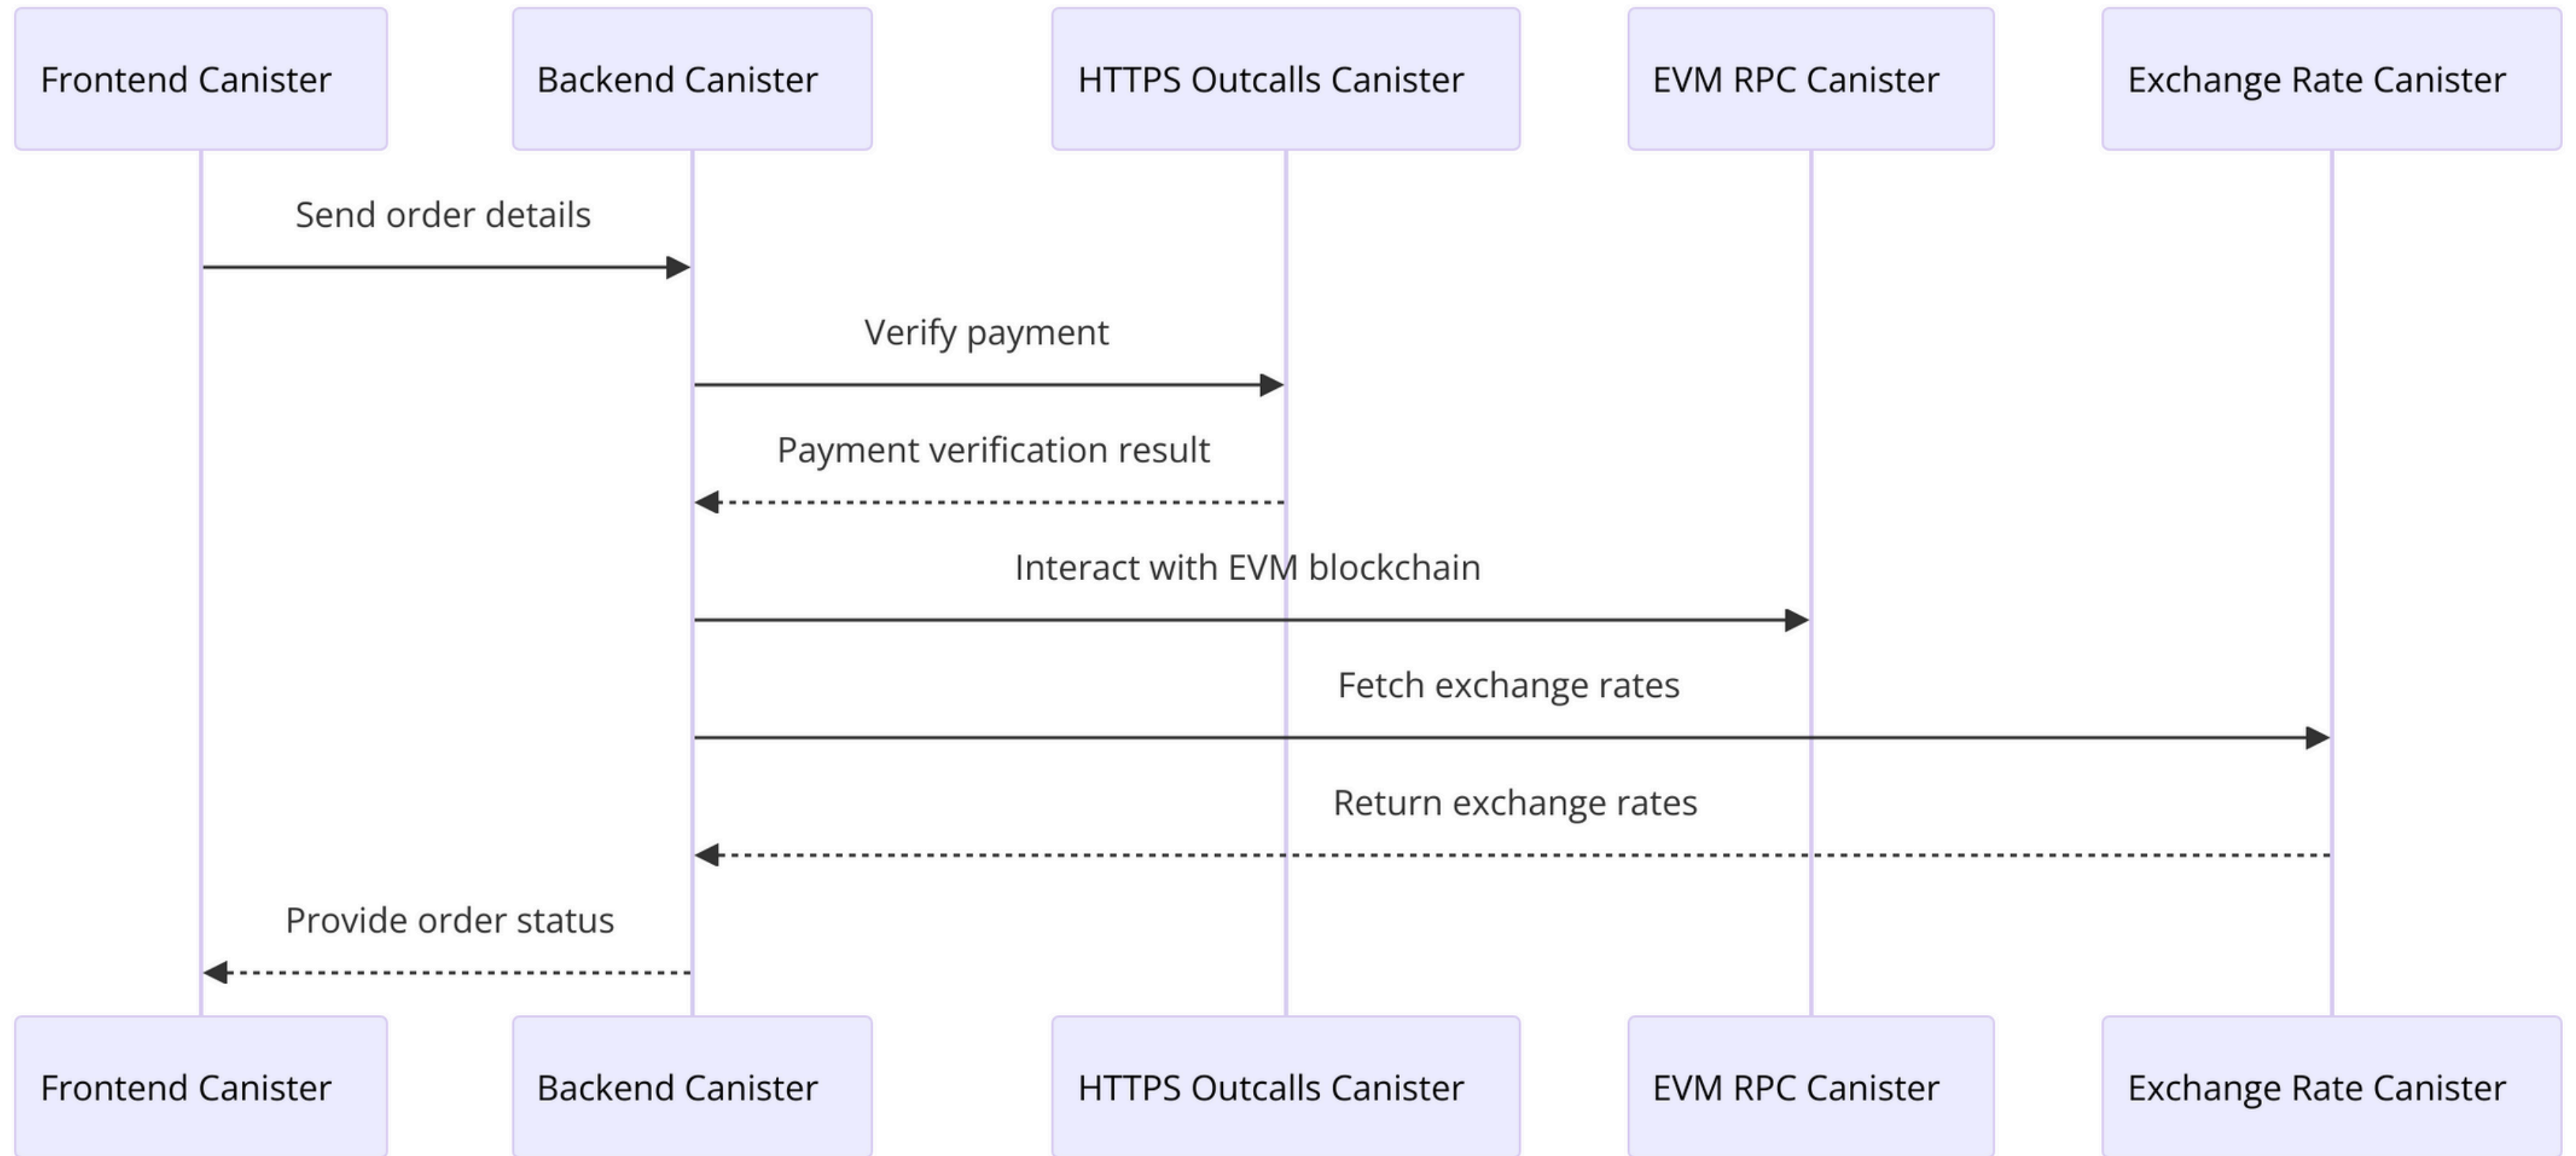 Frontend Canister
Backend Canister
HTTPS Outcalls Canister
EVM RPC Canister
Exchange Rate Canister
Send order details
Verify payment
Payment verification result
Interact with EVM blockchain
Fetch exchange rates
Return exchange rates
Provide order status
Frontend Canister
Backend Canister
HTTPS Outcalls Canister
EVM RPC Canister
Exchange Rate Canister